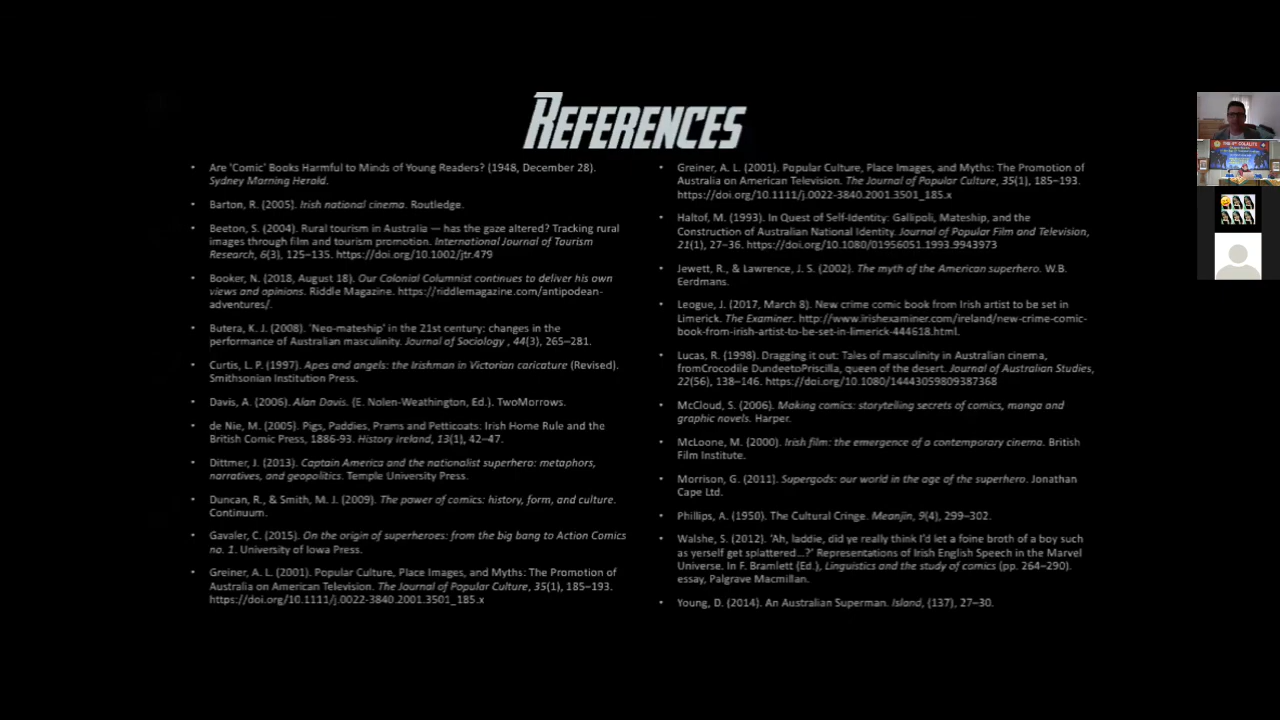 REFERENCES
• Are 'Comic' Books Harmful to Minds of Young Readers? (1948, December 28).
Sydney Morning Herald.
• Barton, R. (2005). Irish national cinema. Routledge.
• Beeton, S. (2004). Rural tourism in Australia — has the gaze altered? Tracking rural
images through film and tourism promotion. International Journal of Tourism
Research, 6(3), 125–135. https://doi.org/10.1002/jtr.479
• Booker, N. (2018, August 18). Our Colonial Columnist continues to deliver his own
views and opinions. Riddle Magazine. https://riddlemagazine.com/antipodean-
adventures/.
• Butera, K. J. (2008). 'Neo-mateship' in the 21st century: changes in the
performance of Australian masculinity. Journal of Sociology , 44(3), 265–281.
• Curtis, L. P. (1997). Apes and angels: the Irishman in Victorian caricature (Revised).
Smithsonian Institution Press.
• Davis, A. (2006). Alan Davis. (E. Nolen-Weathington, Ed.). TwoMorrows.
• de Nie, M. (2005). Pigs, Paddies, Prams and Petticoats: Irish Home Rule and the
British Comic Press, 1886-93. History Ireland, 13(1), 42–47.
• Dittmer, J. (2013). Captain America and the nationalist superhero: metaphors,
narratives, and geopolitics. Temple University Press.
• Duncan, R., & Smith, M. J. (2009). The power of comics: history, form, and culture.
Continuum.
• Gavaler, C. (2015). On the origin of superheroes: from the big bang to Action Comics
no. 1. University of Iowa Press.
• Greiner, A. L. (2001). Popular Culture, Place Images, and Myths: The Promotion of
Australia on American Television. The Journal of Popular Culture, 35(1), 185–193.
https://doi.org/10.1111/j.0022-3840.2001.3501_185.x
• Greiner, A. L. (2001). Popular Culture, Place Images, and Myths: The Promotion of
Australia on American Television. The Journal of Popular Culture, 35(1), 185–193.
https://doi.org/10.1111/j.0022-3840.2001.3501_185.x
• Haltof, M. (1993). In Quest of Self-Identity: Gallipoli, Mateship, and the
Construction of Australian National Identity. Journal of Popular Film and Television,
21(1), 27–36. https://doi.org/10.1080/01956051.1993.9943973
• Jewett, R., & Lawrence, J. S. (2002). The myth of the American superhero. W.B.
Eerdmans.
• Leogue, J. (2017, March 8). New crime comic book from Irish artist to be set in
Limerick. The Examiner. http://www.irishexaminer.com/ireland/new-crime-comic-
book-from-irish-artist-to-be-set-in-limerick-444618.html.
• Lucas, R. (1998). Dragging it out: Tales of masculinity in Australian cinema,
fromCrocodile DundeetoPriscilla, queen of the desert. Journal of Australian Studies,
22(56), 138–146. https://doi.org/10.1080/14443059809387368
• McCloud, S. (2006). Making comics: storytelling secrets of comics, manga and
graphic novels. Harper.
• McLoone, M. (2000). Irish film: the emergence of a contemporary cinema. British
Film Institute.
• Morrison, G. (2011). Supergods: our world in the age of the superhero. Jonathan
Cape Ltd.
• Phillips, A. (1950). The Cultural Cringe. Meanjin, 9(4), 299–302.
• Walshe, S. (2012). 'Ah, laddie, did ye really think I'd let a foine broth of a boy such
as yerself get splattered...?' Representations of Irish English Speech in the Marvel
Universe. In F. Bramlett (Ed.), Linguistics and the study of comics (pp. 264–290).
essay, Palgrave Macmillan.
• Young, D. (2014). An Australian Superman. Island, (137), 27–30.